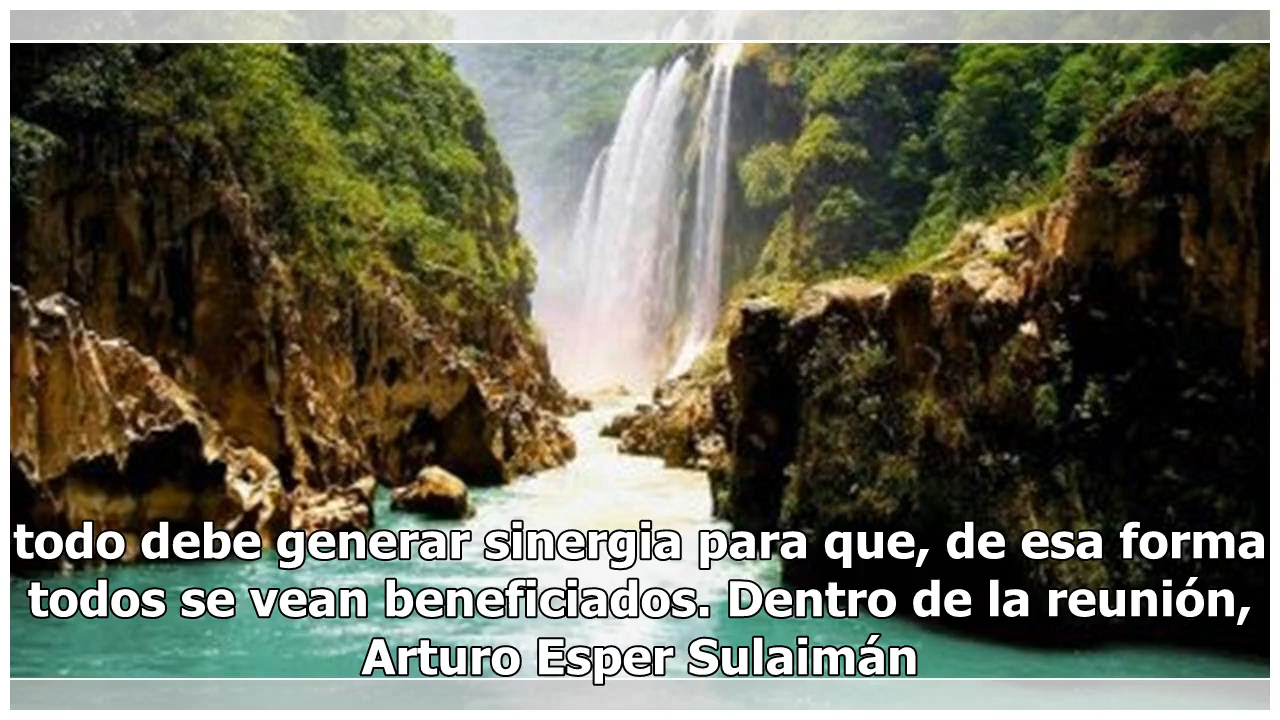 todo debe generar sinergia para que, de esa forma
todos se vean beneficiados. Dentro de la reunión,
Arturo Esper Sulaimán